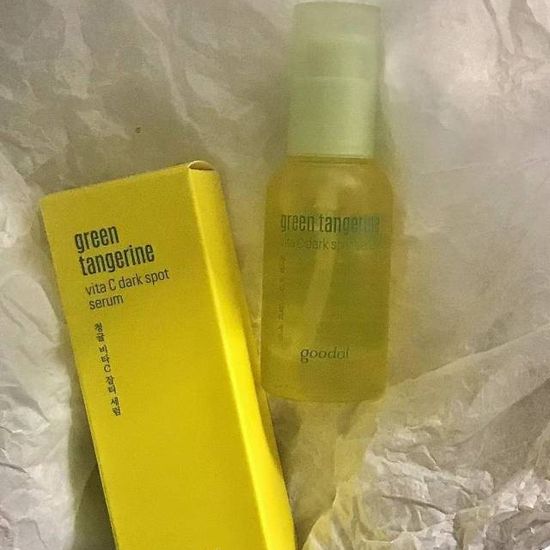 green
tangerine
vita C dark spot
serum
청귤 비타C 잡티 세럼
green tangerine
vita C dark spot
goodal